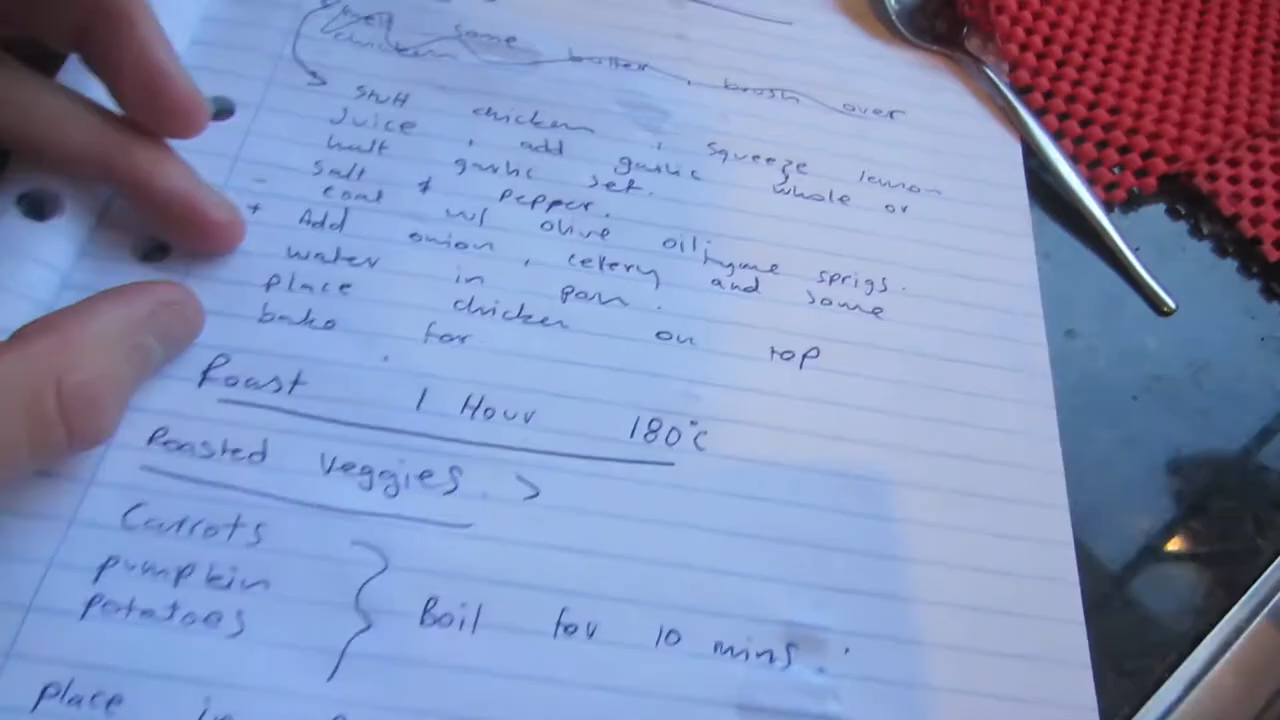 melt some butter, brush over
chicken
stuff chicken, squeeze lemon
Juice, add garlic whole or
half garlic set.
salt & pepper.
- coat w/ olive oil, thyme sprigs.
+ Add onion, celery and some
water in pan.
place chicken on top
bake for
Roast 1 Hour 180°C
Roasted veggies >
Carrots
pumpkin
potatoes
} Boil for 10 mins.
place in